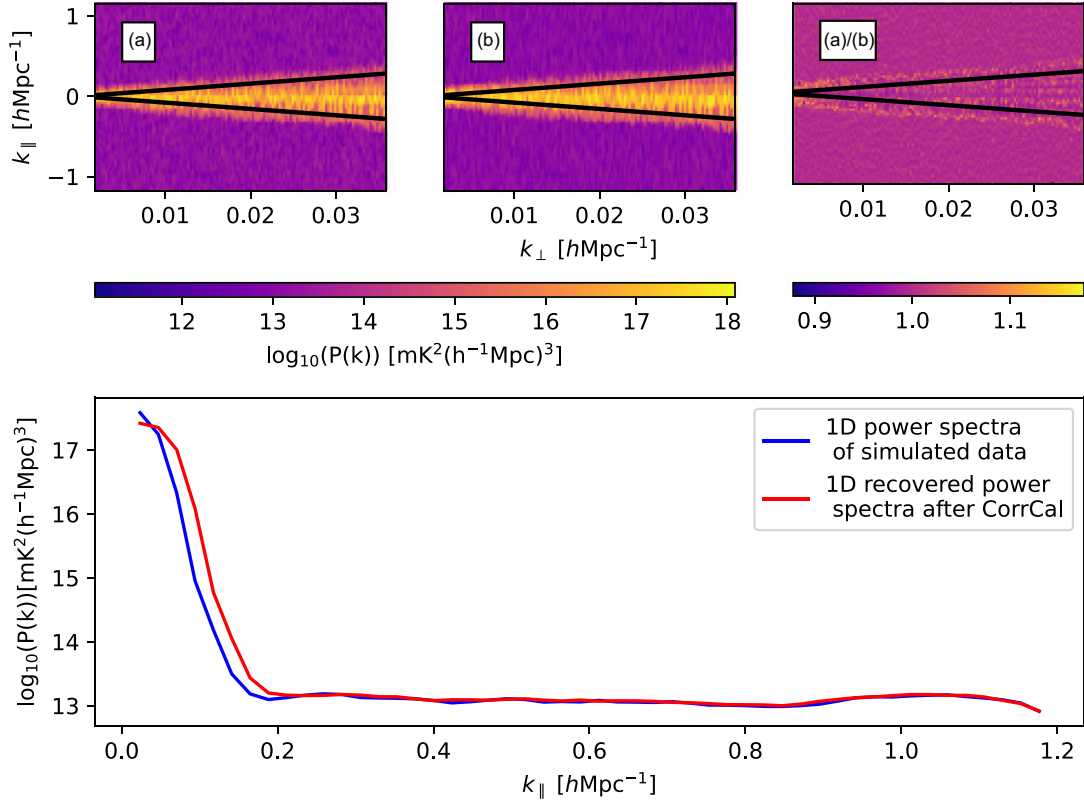 (a)
(b)
(a)/(b)
1
0
−1
k∥ [hMpc⁻¹]
0.01 0.02 0.03
0.01 0.02 0.03
0.01 0.02 0.03
k⊥ [hMpc⁻¹]
12 13 14 15 16 17 18
log₁₀(P(k)) [mK²(h⁻¹Mpc)³]
0.9 1.0 1.1
17
16
15
14
13
log₁₀(P(k))[mK²(h⁻¹Mpc)³]
1D power spectra
of simulated data
1D recovered power
spectra after CorrCal
0.0 0.2 0.4 0.6 0.8 1.0 1.2
k∥ [hMpc⁻¹]